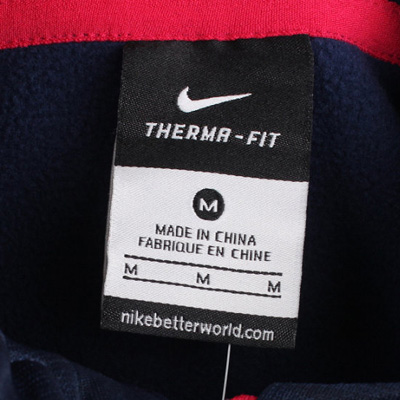 THERMA-FIT
M
MADE IN CHINA
FABRIQUE EN CHINE
M M M
nikebetterworld.com